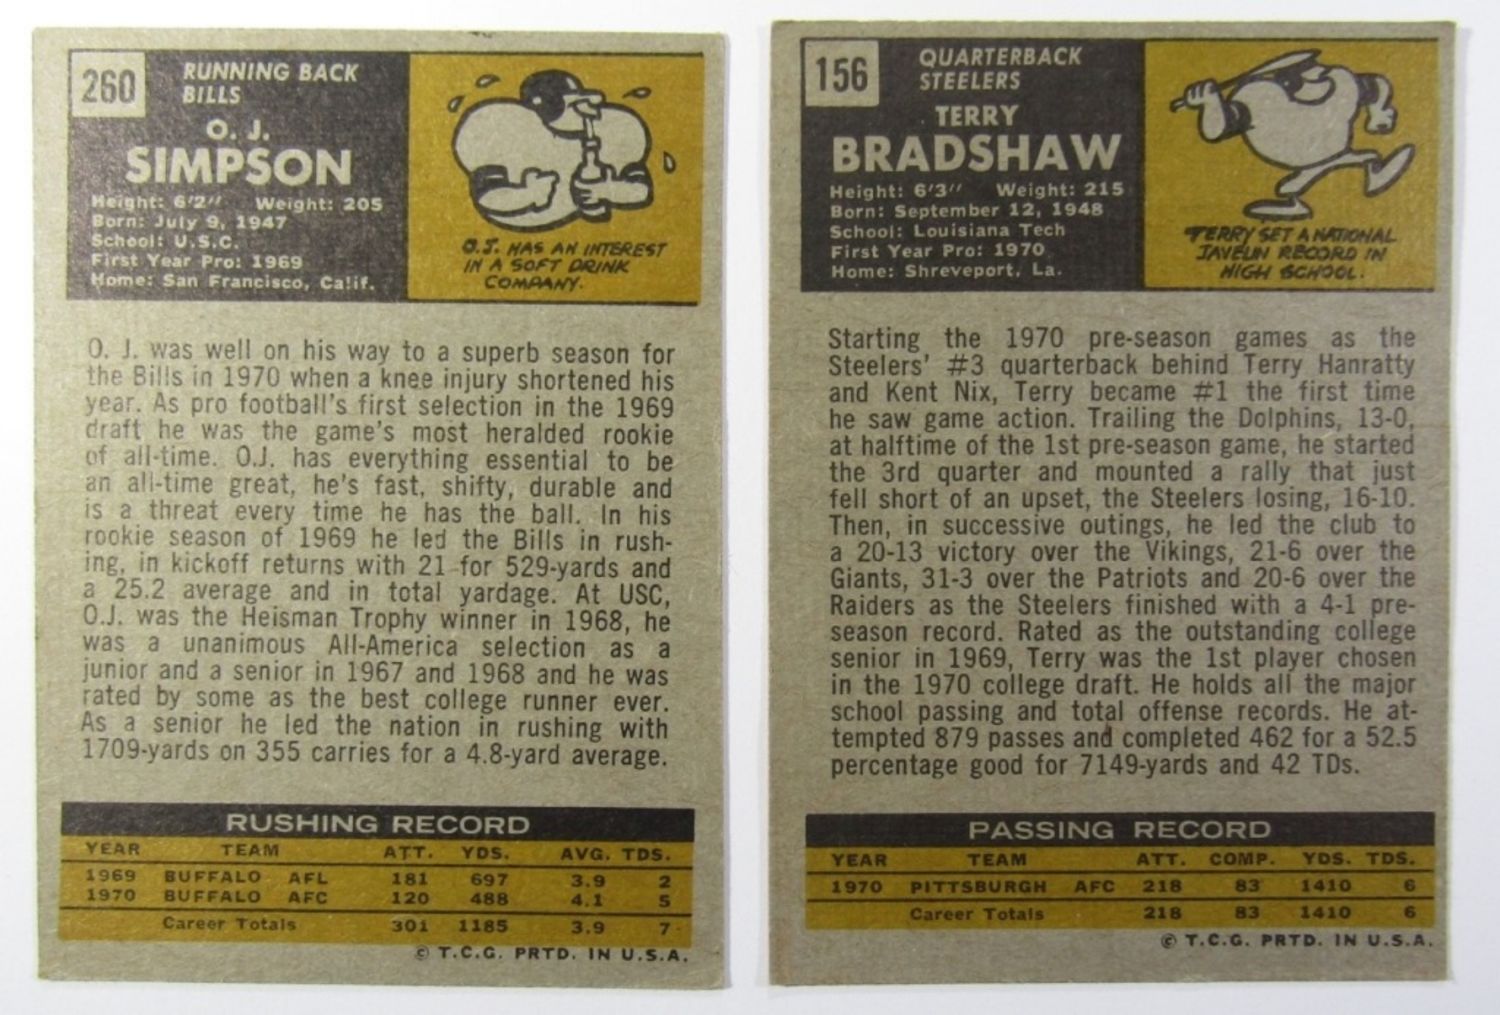 260
RUNNING BACK
BILLS
O. J.
SIMPSON
Height: 6'2" Weight: 205
Born: July 9, 1947
School: U.S.C.
First Year Pro: 1969
Home: San Francisco, Calif.
O.J. HAS AN INTEREST
IN A SOFT DRINK
COMPANY.
O. J. was well on his way to a superb season for
the Bills in 1970 when a knee injury shortened his
year. As pro football's first selection in the 1969
draft he was the game's most heralded rookie
of all-time. O.J. has everything essential to be
an all-time great, he's fast, shifty, durable and
is a threat every time he has the ball. In his
rookie season of 1969 he led the Bills in rush-
ing, in kickoff returns with 21 for 529-yards and
a 25.2 average and in total yardage. At USC,
O.J. was the Heisman Trophy winner in 1968, he
was a unanimous All-America selection as a
junior and a senior in 1967 and 1968 and he was
rated by some as the best college runner ever.
As a senior he led the nation in rushing with
1709-yards on 355 carries for a 4.8-yard average.
RUSHING RECORD
YEAR TEAM ATT. YDS. AVG. TDS.
1969 BUFFALO AFL 181 697 3.9 2
1970 BUFFALO AFC 120 488 4.1 5
Career Totals 301 1185 3.9 7
© T.C.G. PRTD. IN U.S.A.
156
QUARTERBACK
STEELERS
TERRY
BRADSHAW
Height: 6'3" Weight: 215
Born: September 12, 1948
School: Louisiana Tech
First Year Pro: 1970
Home: Shreveport, La.
TERRY SET A NATIONAL
JAVELIN RECORD IN
HIGH SCHOOL.
Starting the 1970 pre-season games as the
Steelers' #3 quarterback behind Terry Hanratty
and Kent Nix, Terry became #1 the first time
he saw game action. Trailing the Dolphins, 13-0,
at halftime of the 1st pre-season game, he started
the 3rd quarter and mounted a rally that just
fell short of an upset, the Steelers losing, 16-10.
Then, in successive outings, he led the club to
a 20-13 victory over the Vikings, 21-6 over the
Giants, 31-3 over the Patriots and 20-6 over the
Raiders as the Steelers finished with a 4-1 pre-
season record. Rated as the outstanding college
senior in 1969, Terry was the 1st player chosen
in the 1970 college draft. He holds all the major
school passing and total offense records. He at-
tempted 879 passes and completed 462 for a 52.5
percentage good for 7149-yards and 42 TDs.
PASSING RECORD
YEAR TEAM ATT. COMP. YDS. TDS.
1970 PITTSBURGH AFC 218 83 1410 6
Career Totals 218 83 1410 6
© T.C.G. PRTD. IN U.S.A.